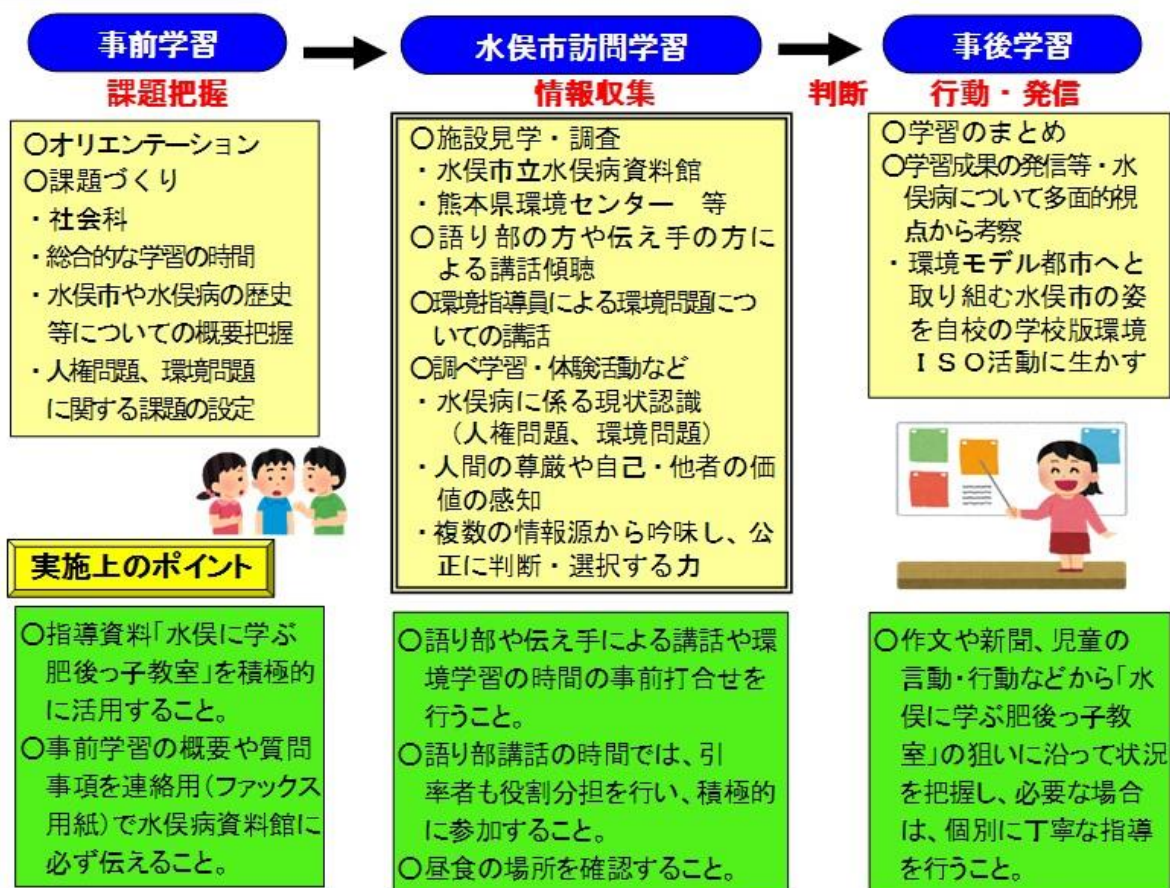 事前学習
水俣市訪問学習
事後学習
課題把握
情報収集
判断
行動・発信
○オリエンテーション
○課題づくり
・社会科
・総合的な学習の時間
・水俣市や水俣病の歴史
等についての概要把握
・人権問題、環境問題
に関する課題の設定
○施設見学・調査
・水俣市立水俣病資料館
・熊本県環境センター 等
○語り部の方や伝え手の方に
よる講話傾聴
○環境指導員による環境問題につ
いての講話
○調べ学習・体験活動など
・水俣病に係る現状認識
(人権問題、環境問題)
・人間の尊厳や自己・他者の価
値の感知
・複数の情報源から吟味し、公
正に判断・選択する力
○学習のまとめ
○学習成果の発信等・水
俣病について多面的視
点から考察
・環境モデル都市へと
取り組む水俣市の姿
を自校の学校版環境
ISO活動に生かす
実施上のポイント
○指導資料「水俣に学ぶ
肥後っ子教室」を積極的
に活用すること。
○事前学習の概要や質問
事項を連絡用(ファックス
用紙)で水俣病資料館に
必ず伝えること。
○語り部や伝え手による講話や環
境学習の時間の事前打合せを
行うこと。
○語り部講話の時間では、引
率者も役割分担を行い、積極的
に参加すること。
○昼食の場所を確認すること。
○作文や新聞、児童の
言動・行動などから「水
俣に学ぶ肥後っ子教
室」の狙いに沿って状況
を把握し、必要な場合
は、個別に丁寧な指導
を行うこと。